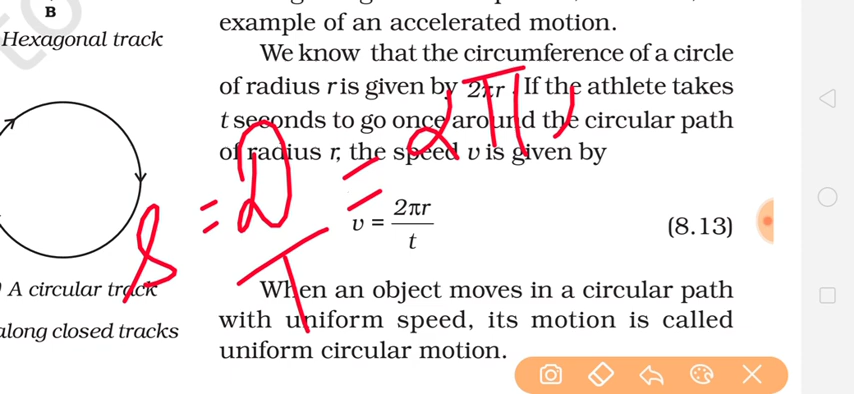 B
Hexagonal track
example of an accelerated motion.
We know that the circumference of a circle
of radius r is given by 2πr . If the athlete takes
t seconds to go once around the circular path
of radius r, the speed v is given by
S = D/T = 2π
v = 2πr/t (8.13)
A circular track
along closed tracks
When an object moves in a circular path
with uniform speed, its motion is called
uniform circular motion.